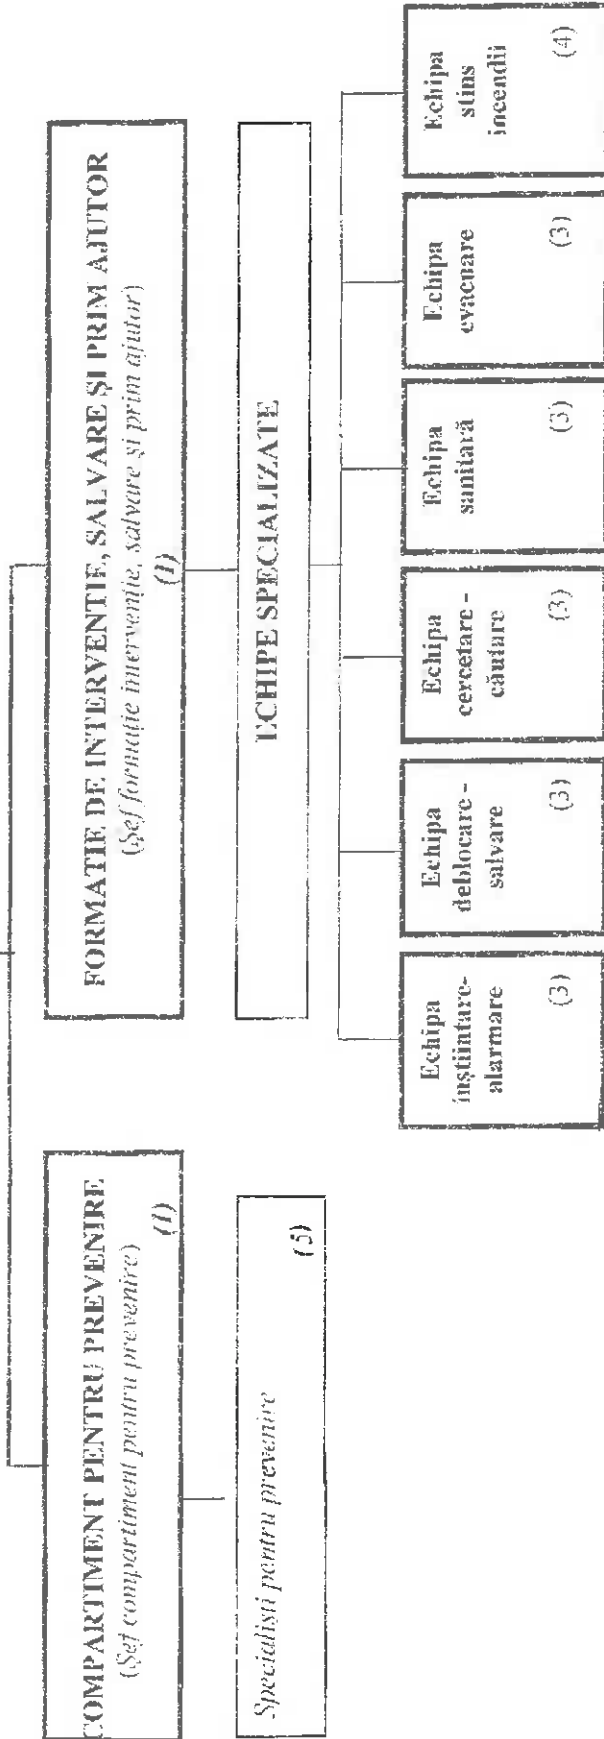 COMPARTIMENT PENTRU PREVENIRE
(Şef compartiment pentru prevenire)
(1)
Specialişti pentru prevenire
(5)
FORMAŢIE DE INTERVENŢIE, SALVARE ŞI PRIM AJUTOR
(Şef formaţie intervenţie, salvare şi prim ajutor)
(1)
ECHIPE SPECIALIZATE
Echipa
înştiinţare-
alarmare
(3)
Echipa
deblocare -
salvare
(3)
Echipa
cercetare -
căutare
(3)
Echipa
sanitară
(3)
Echipa
evacuare
(3)
Echipa
stins
incendii
(4)